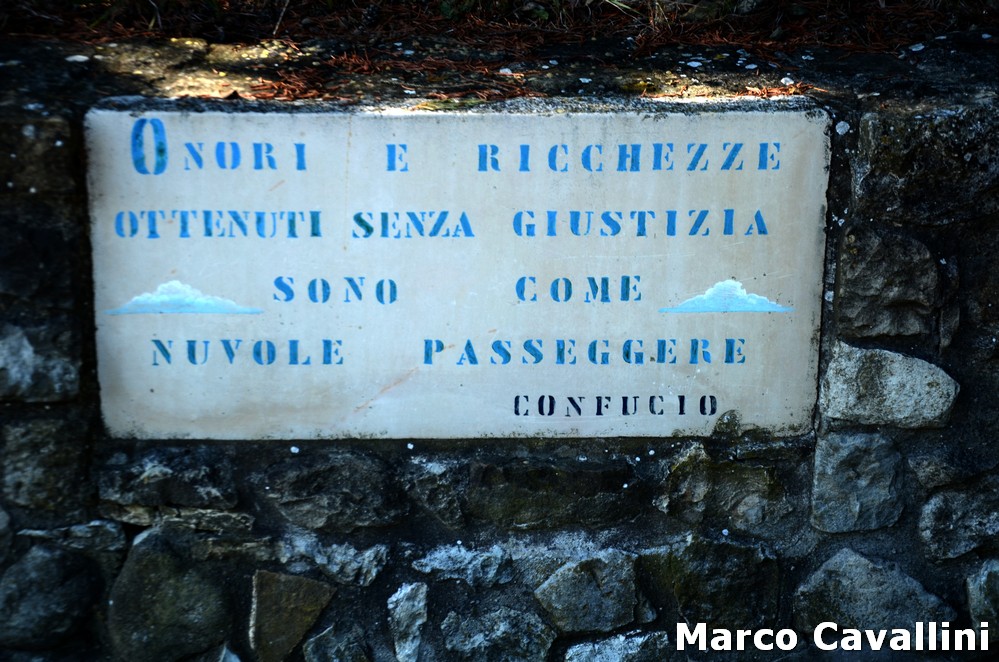 ONORI E RICCHEZZE
OTTENUTI SENZA GIUSTIZIA
SONO COME
NUVOLE PASSEGGERE
CONFUCIO
Marco Cavallini